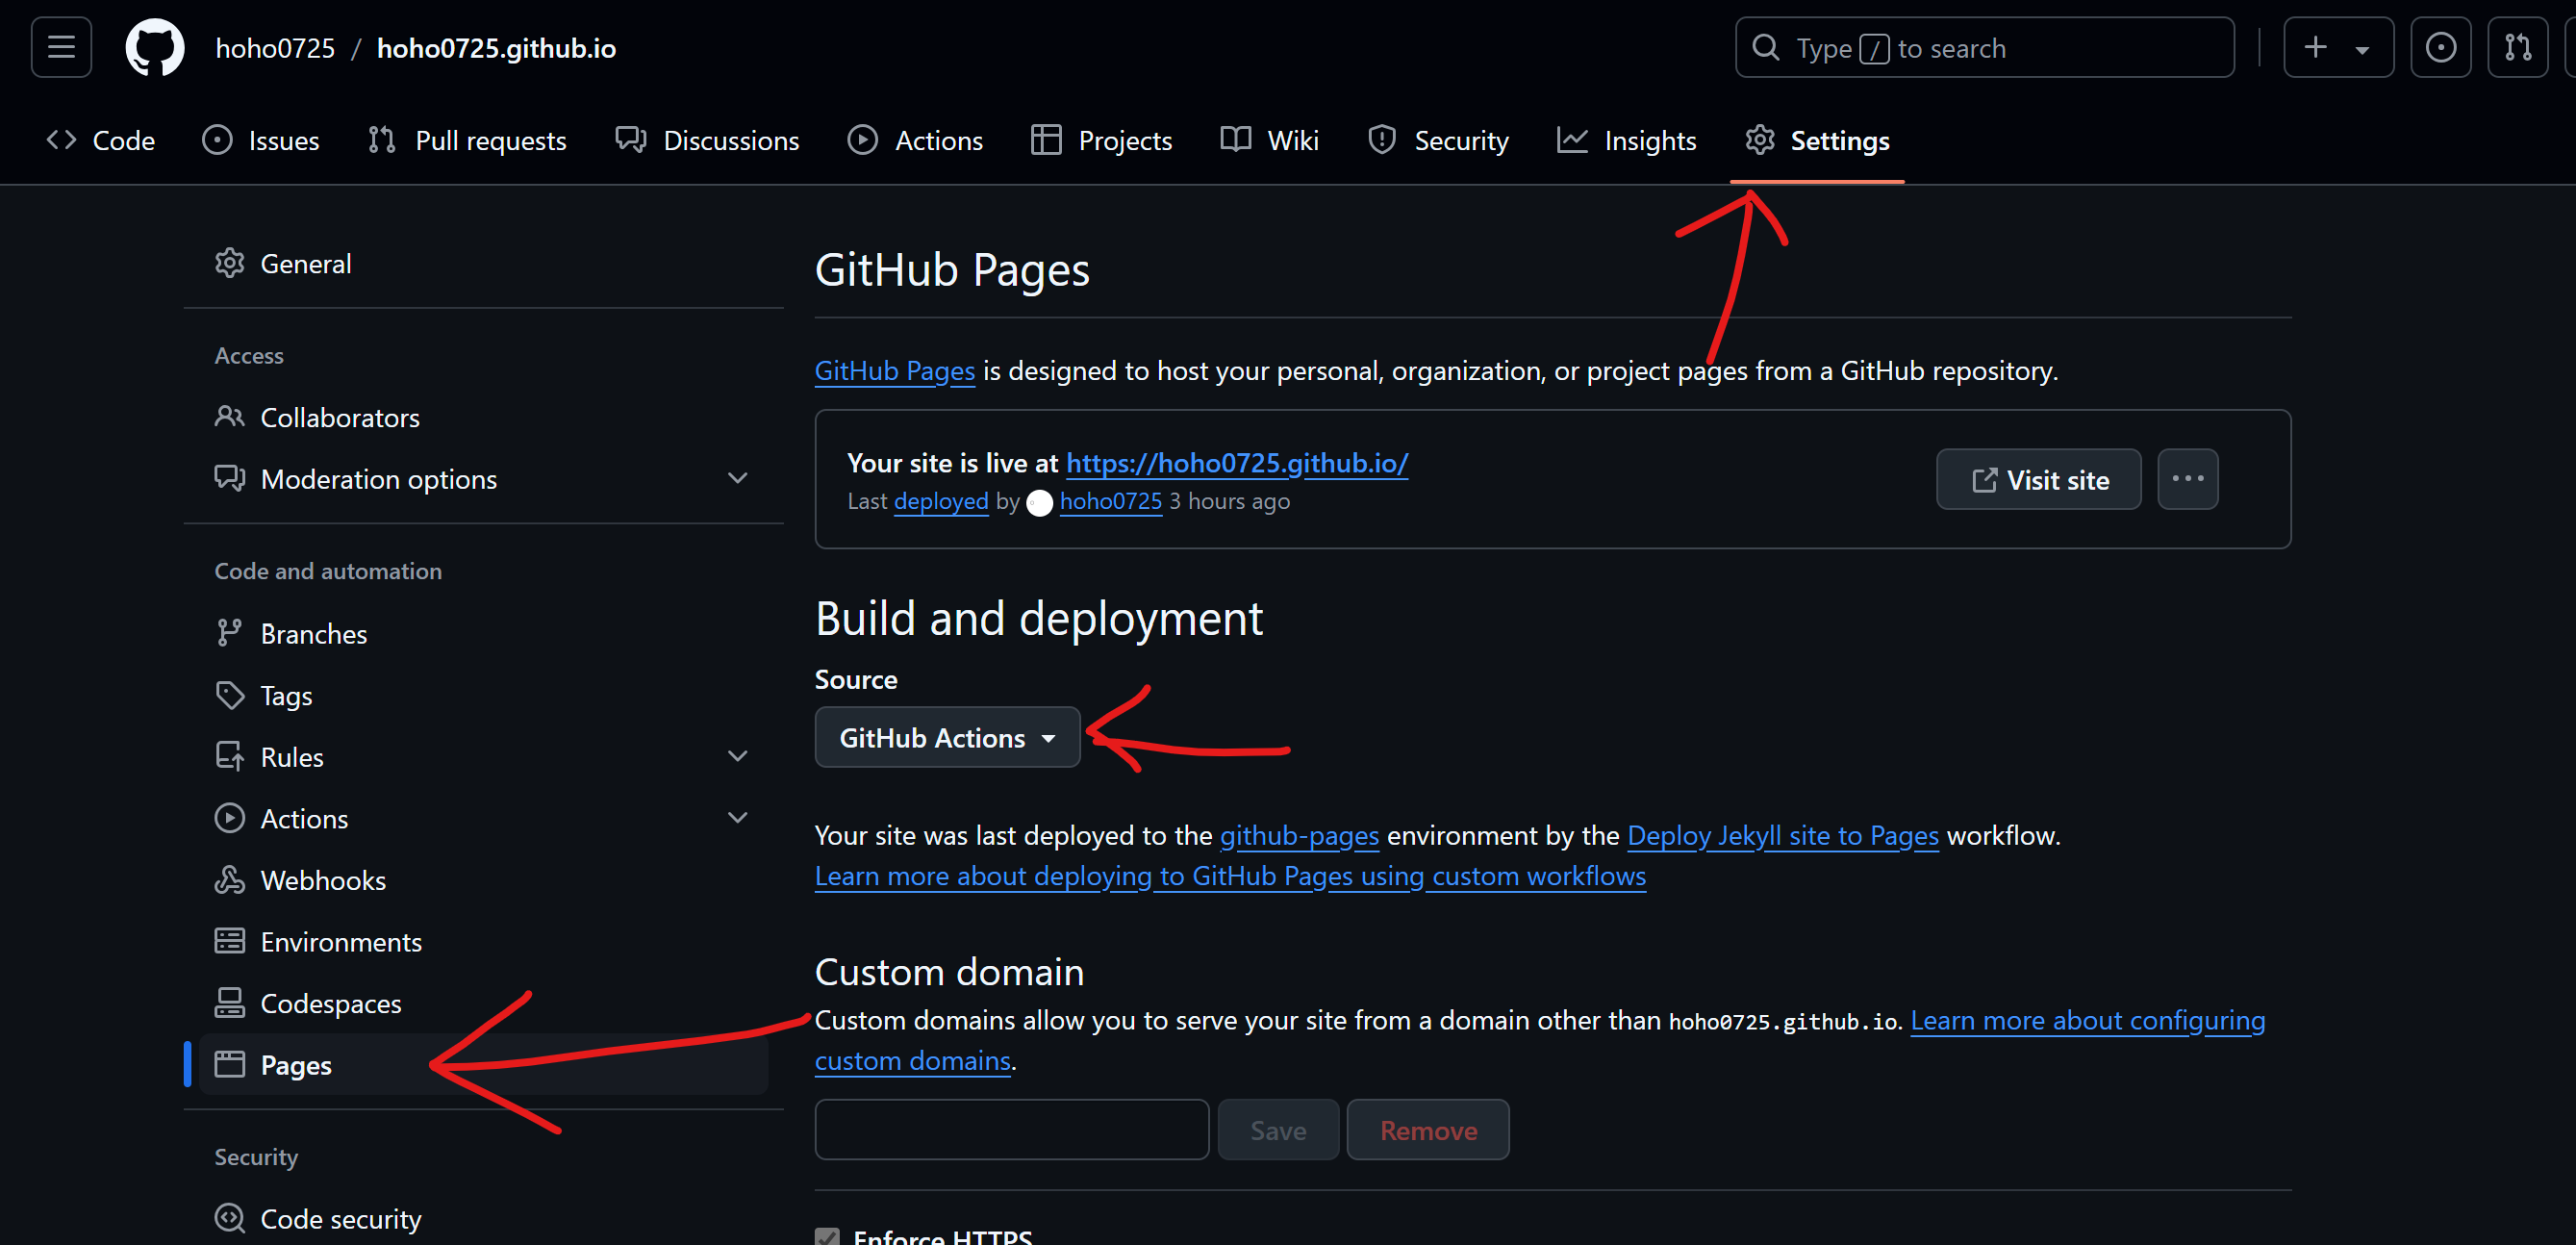 hoho0725 / hoho0725.github.io
Type / to search
Code Issues Pull requests Discussions Actions Projects Wiki Security Insights Settings
General
Access
Collaborators
Moderation options
Code and automation
Branches
Tags
Rules
Actions
Webhooks
Environments
Codespaces
Pages
Security
Code security
GitHub Pages
GitHub Pages is designed to host your personal, organization, or project pages from a GitHub repository.
Your site is live at https://hoho0725.github.io/
Last deployed by hoho0725 3 hours ago
Visit site
Build and deployment
Source
GitHub Actions
Your site was last deployed to the github-pages environment by the Deploy Jekyll site to Pages workflow.
Learn more about deploying to GitHub Pages using custom workflows
Custom domain
Custom domains allow you to serve your site from a domain other than hoho0725.github.io. Learn more about configuring
custom domains.
Save Remove
Enforce HTTPS